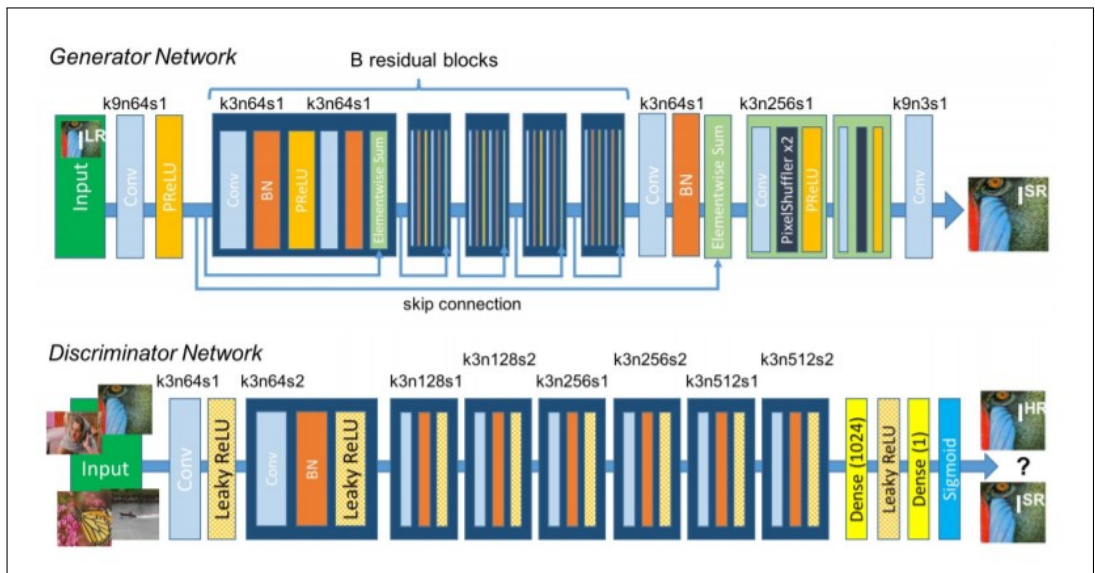 Generator Network
B residual blocks
k9n64s1 k3n64s1 k3n64s1 k3n64s1 k3n256s1 k9n3s1
Input
I LR
Conv
PReLU
Conv
BN
PReLU
Elementwise Sum
Conv
BN
Elementwise Sum
Conv
PixelShuffler x2
PReLU
Conv
I SR
skip connection
Discriminator Network
k3n128s2 k3n256s2 k3n512s2
k3n64s1 k3n64s2 k3n128s1 k3n256s1 k3n512s1
Input
Conv
Leaky ReLU
Conv
BN
Leaky ReLU
Dense (1024)
Leaky ReLU
Dense (1)
Sigmoid
I HR
?
I SR